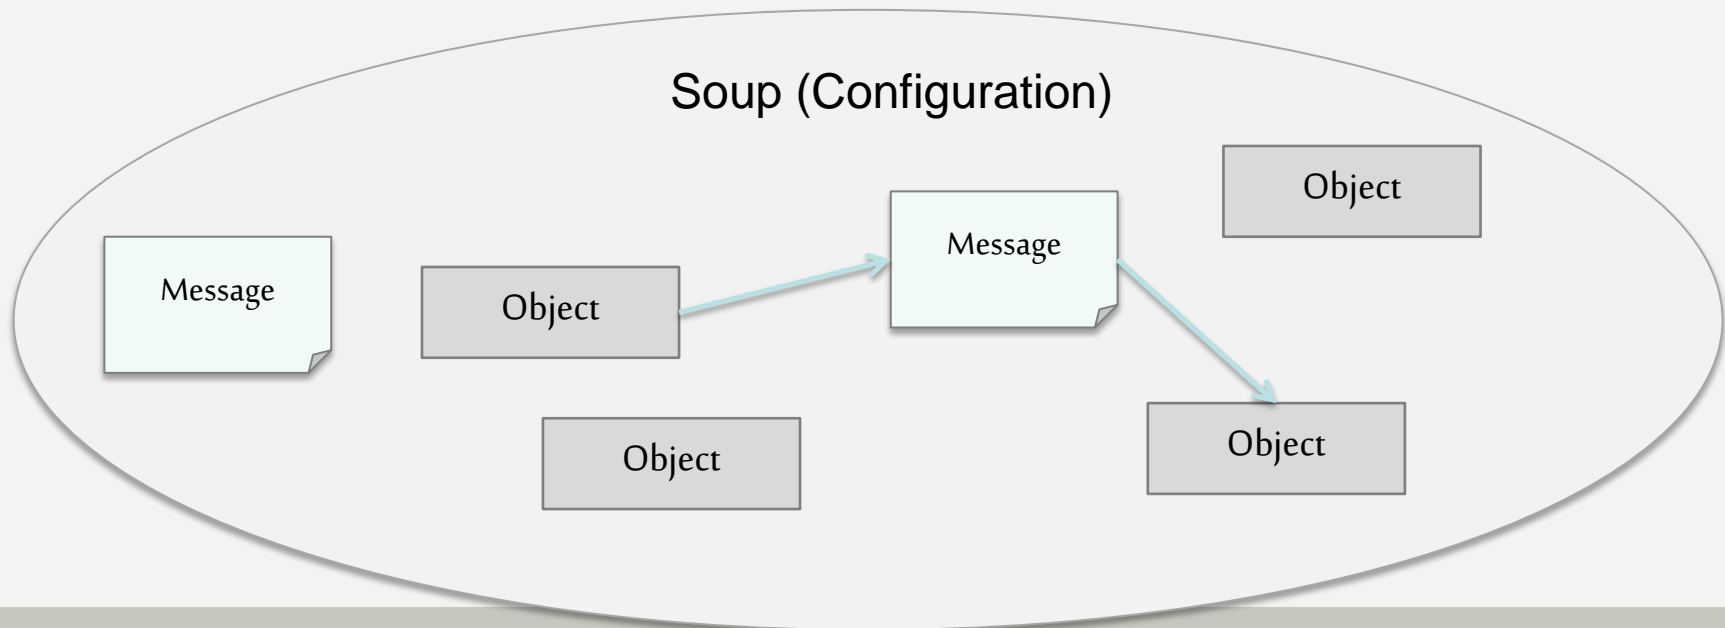 Soup (Configuration)
Object
Message
Message
Object
Object
Object